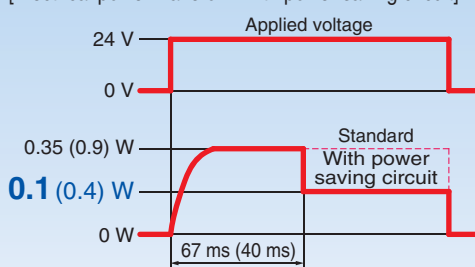 Applied voltage
24 V
0 V
0.35 (0.9) W
Standard
With power
saving circuit
0.1 (0.4) W
0 W
67 ms (40 ms)